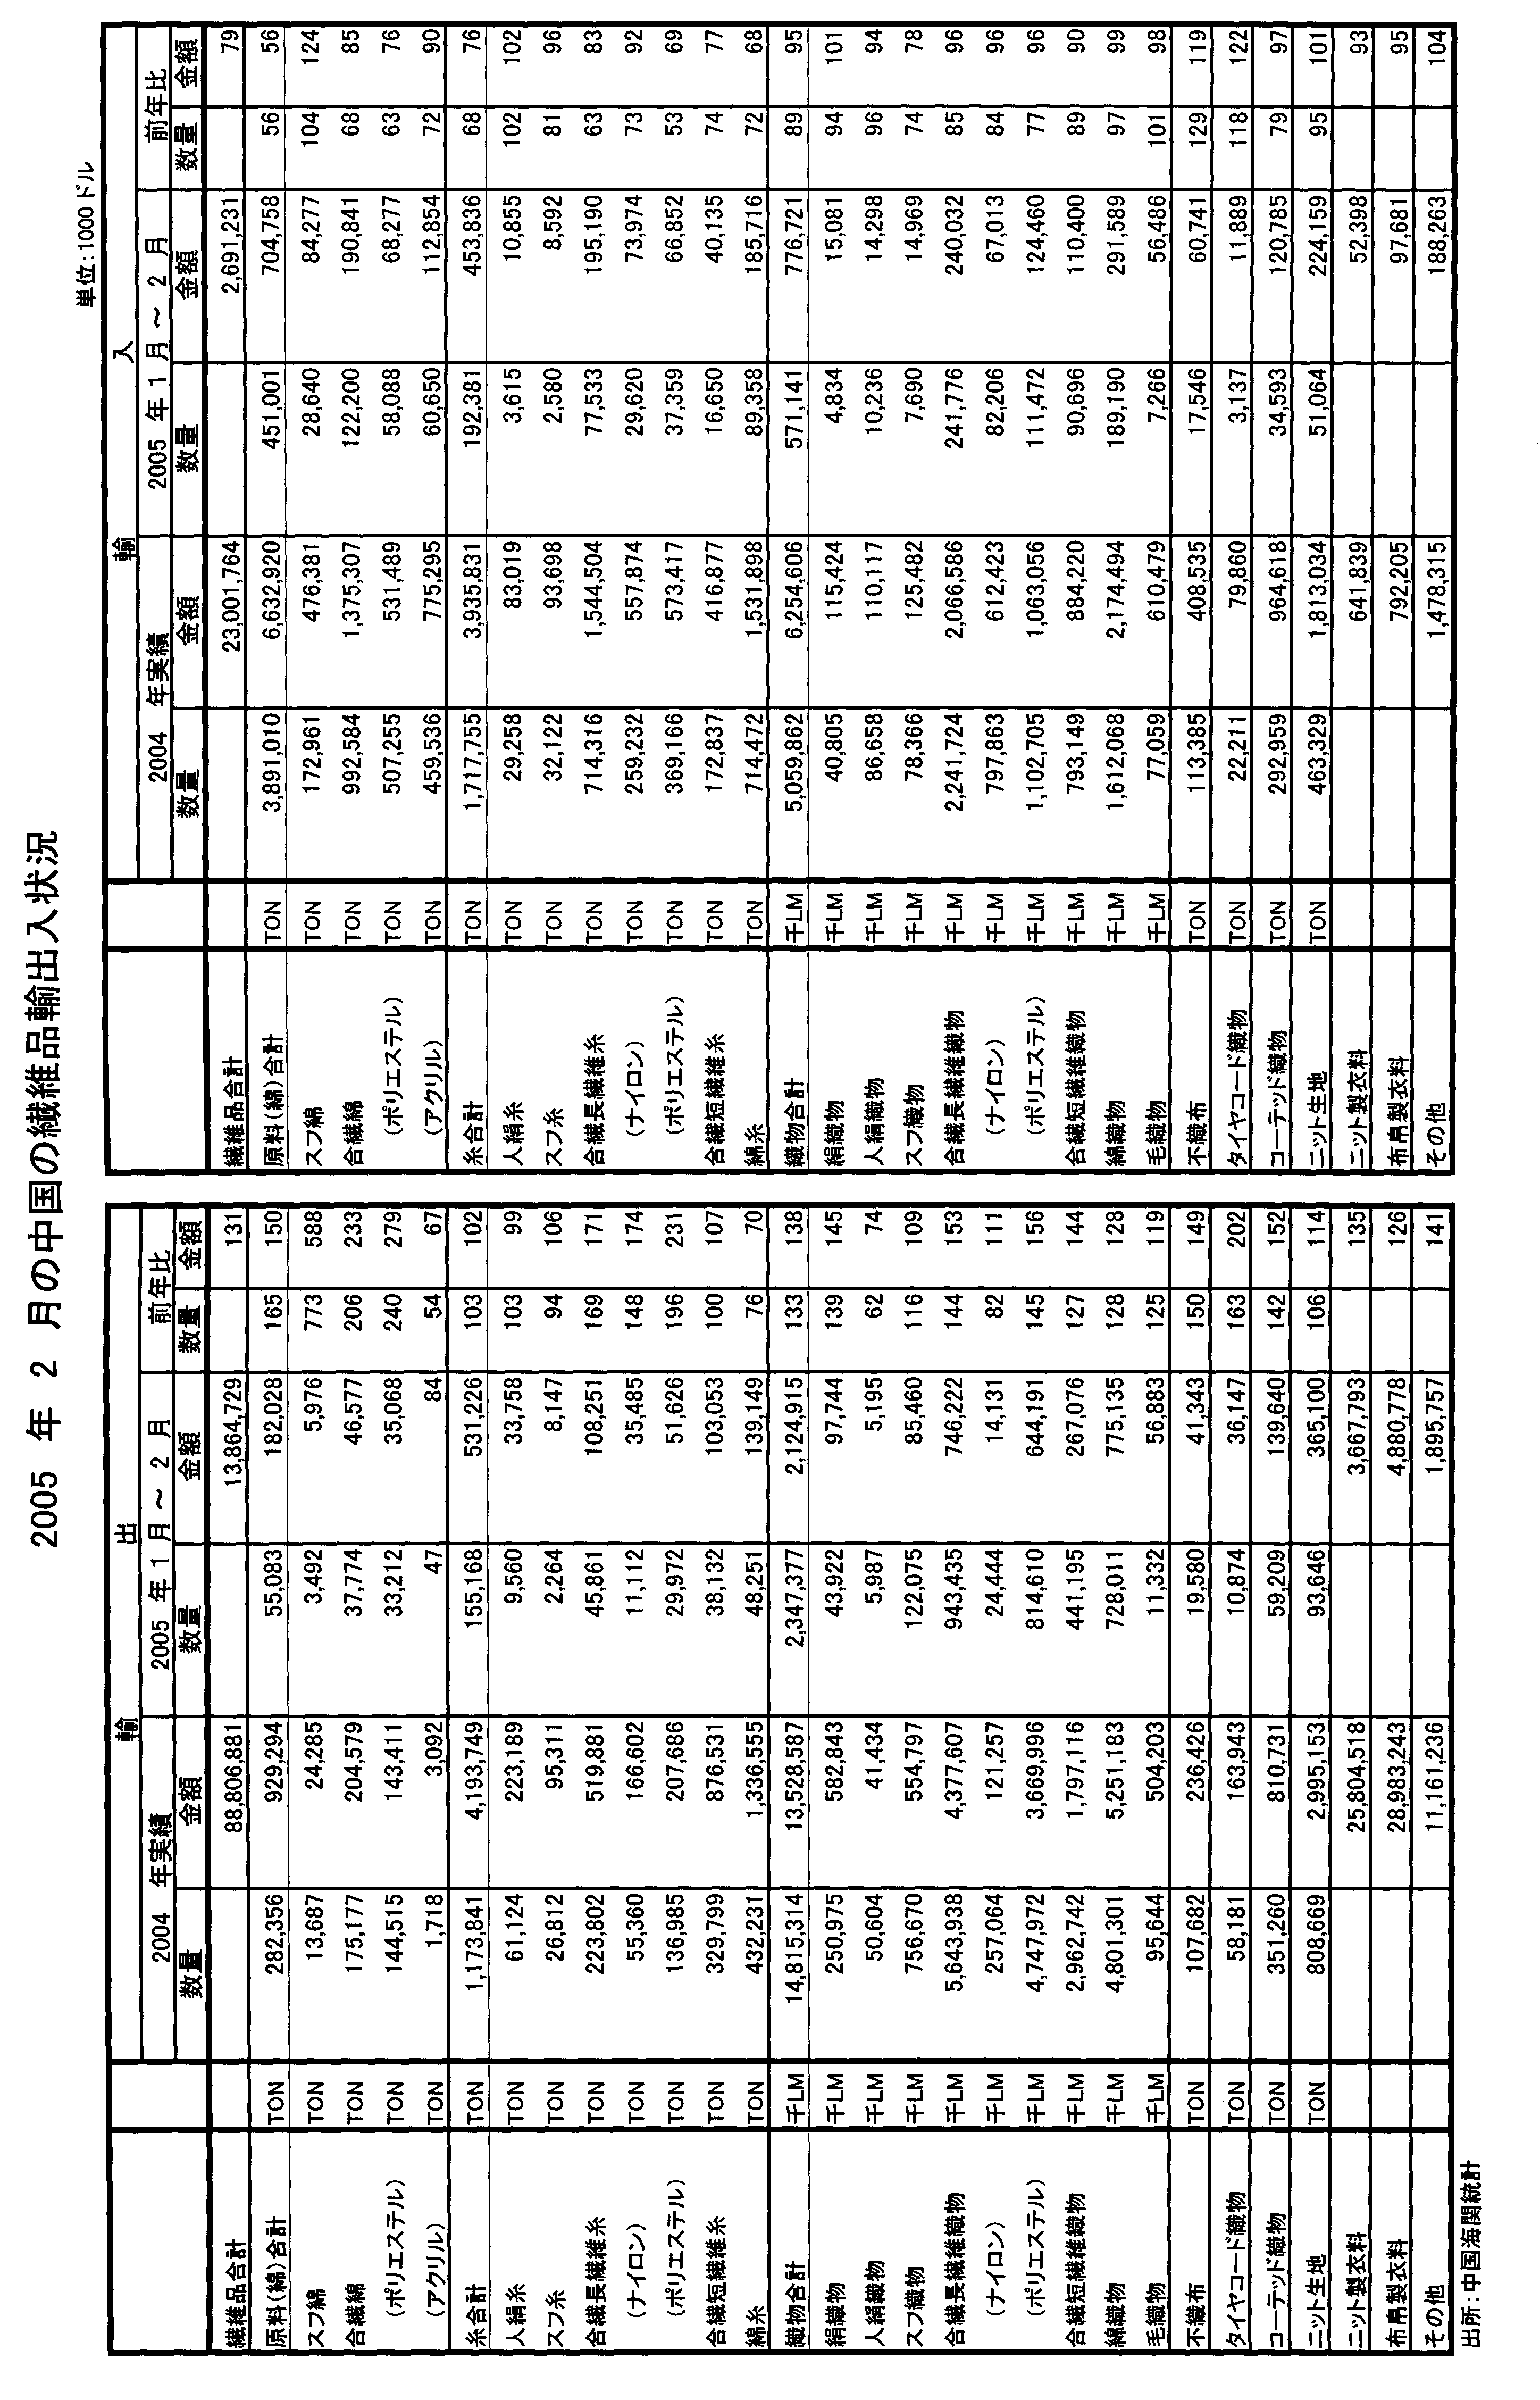 2005 年 2 月の中国の繊維品輸出入状況
単位:1000ドル
輸 出
2004 年実績 2005 年 1 月 ～ 2 月 前年比
数量 金額 数量 金額 数量 金額
繊維品合計 88,806,881 13,864,729 131
原料(綿)合計 TON 282,356 929,294 55,083 182,028 165 150
スフ綿 TON 13,687 24,285 3,492 5,976 773 588
合繊綿 TON 175,177 204,579 37,774 46,577 206 233
(ポリエステル) TON 144,515 143,411 33,212 35,068 240 279
(アクリル) TON 1,718 3,092 47 84 54 67
糸合計 TON 1,173,841 4,193,749 155,168 531,226 103 102
人絹糸 TON 61,124 223,189 9,560 33,758 103 99
スフ糸 TON 26,812 95,311 2,264 8,147 94 106
合繊長繊維糸 TON 223,802 519,881 45,861 108,251 169 171
(ナイロン) TON 55,360 166,602 11,112 35,485 148 174
(ポリエステル) TON 136,985 207,686 29,972 51,626 196 231
合繊短繊維糸 TON 329,799 876,531 38,132 103,053 100 107
綿糸 TON 432,231 1,336,555 48,251 139,149 76 70
織物合計 千LM 14,815,314 13,528,587 2,347,377 2,124,915 133 138
絹織物 千LM 250,975 582,843 43,922 97,744 139 145
人絹織物 千LM 50,604 41,434 5,987 5,195 62 74
スフ織物 千LM 756,670 554,797 122,075 85,460 116 109
合繊長繊維織物 千LM 5,643,938 4,377,607 943,435 746,222 144 153
(ナイロン) 千LM 257,064 121,257 24,444 14,131 82 111
(ポリエステル) 千LM 4,747,972 3,669,996 814,610 644,191 145 156
合繊短繊維織物 千LM 2,962,742 1,797,116 441,195 267,076 127 144
綿織物 千LM 4,801,301 5,251,183 728,011 775,135 128 128
毛織物 千LM 95,644 504,203 11,332 56,883 125 119
不織布 TON 107,682 236,426 19,580 41,343 150 149
タイヤコード織物 TON 58,181 163,943 10,874 36,147 163 202
コーテッド織物 TON 351,260 810,731 59,209 139,640 142 152
ニット生地 TON 808,669 2,995,153 93,646 365,100 106 114
ニット製衣料 25,804,518 3,667,793 135
布帛製衣料 28,983,243 4,880,778 126
その他 11,161,236 1,895,757 141
出所:中国海関統計
輸 入
2004 年実績 2005 年 1 月 ～ 2 月 前年比
数量 金額 数量 金額 数量 金額
繊維品合計 23,001,764 2,691,231 79
原料(綿)合計 TON 3,891,010 6,632,920 451,001 704,758 56 56
スフ綿 TON 172,961 476,381 28,640 84,277 104 124
合繊綿 TON 992,584 1,375,307 122,200 190,841 68 85
(ポリエステル) TON 507,255 531,489 58,088 68,277 63 76
(アクリル) TON 459,536 775,295 60,650 112,854 72 90
糸合計 TON 1,717,755 3,935,831 192,381 453,836 68 76
人絹糸 TON 29,258 83,019 3,615 10,855 102 102
スフ糸 TON 32,122 93,698 2,580 8,592 81 96
合繊長繊維糸 TON 714,316 1,544,504 77,533 195,190 63 83
(ナイロン) TON 259,232 557,874 29,620 73,974 73 92
(ポリエステル) TON 369,166 573,417 37,359 66,852 53 69
合繊短繊維糸 TON 172,837 416,877 16,650 40,135 74 77
綿糸 TON 714,472 1,531,898 89,358 185,716 72 68
織物合計 千LM 5,059,862 6,254,606 571,141 776,721 89 95
絹織物 千LM 40,805 115,424 4,834 15,081 94 101
人絹織物 千LM 86,658 110,117 10,236 14,298 96 94
スフ織物 千LM 78,366 125,482 7,690 14,969 74 78
合繊長繊維織物 千LM 2,241,724 2,066,586 241,776 240,032 85 96
(ナイロン) 千LM 797,863 612,423 82,206 67,013 84 96
(ポリエステル) 千LM 1,102,705 1,063,056 111,472 124,460 77 96
合繊短繊維織物 千LM 793,149 884,220 90,696 110,400 89 90
綿織物 千LM 1,612,068 2,174,494 189,190 291,589 97 99
毛織物 千LM 77,059 610,479 7,266 56,486 101 98
不織布 TON 113,385 408,535 17,546 60,741 129 119
タイヤコード織物 TON 22,211 79,860 3,137 11,889 118 122
コーテッド織物 TON 292,959 964,618 34,593 120,785 79 97
ニット生地 TON 463,329 1,813,034 51,064 224,159 95 101
ニット製衣料 641,839 52,398 93
布帛製衣料 792,205 97,681 95
その他 1,478,315 188,263 104